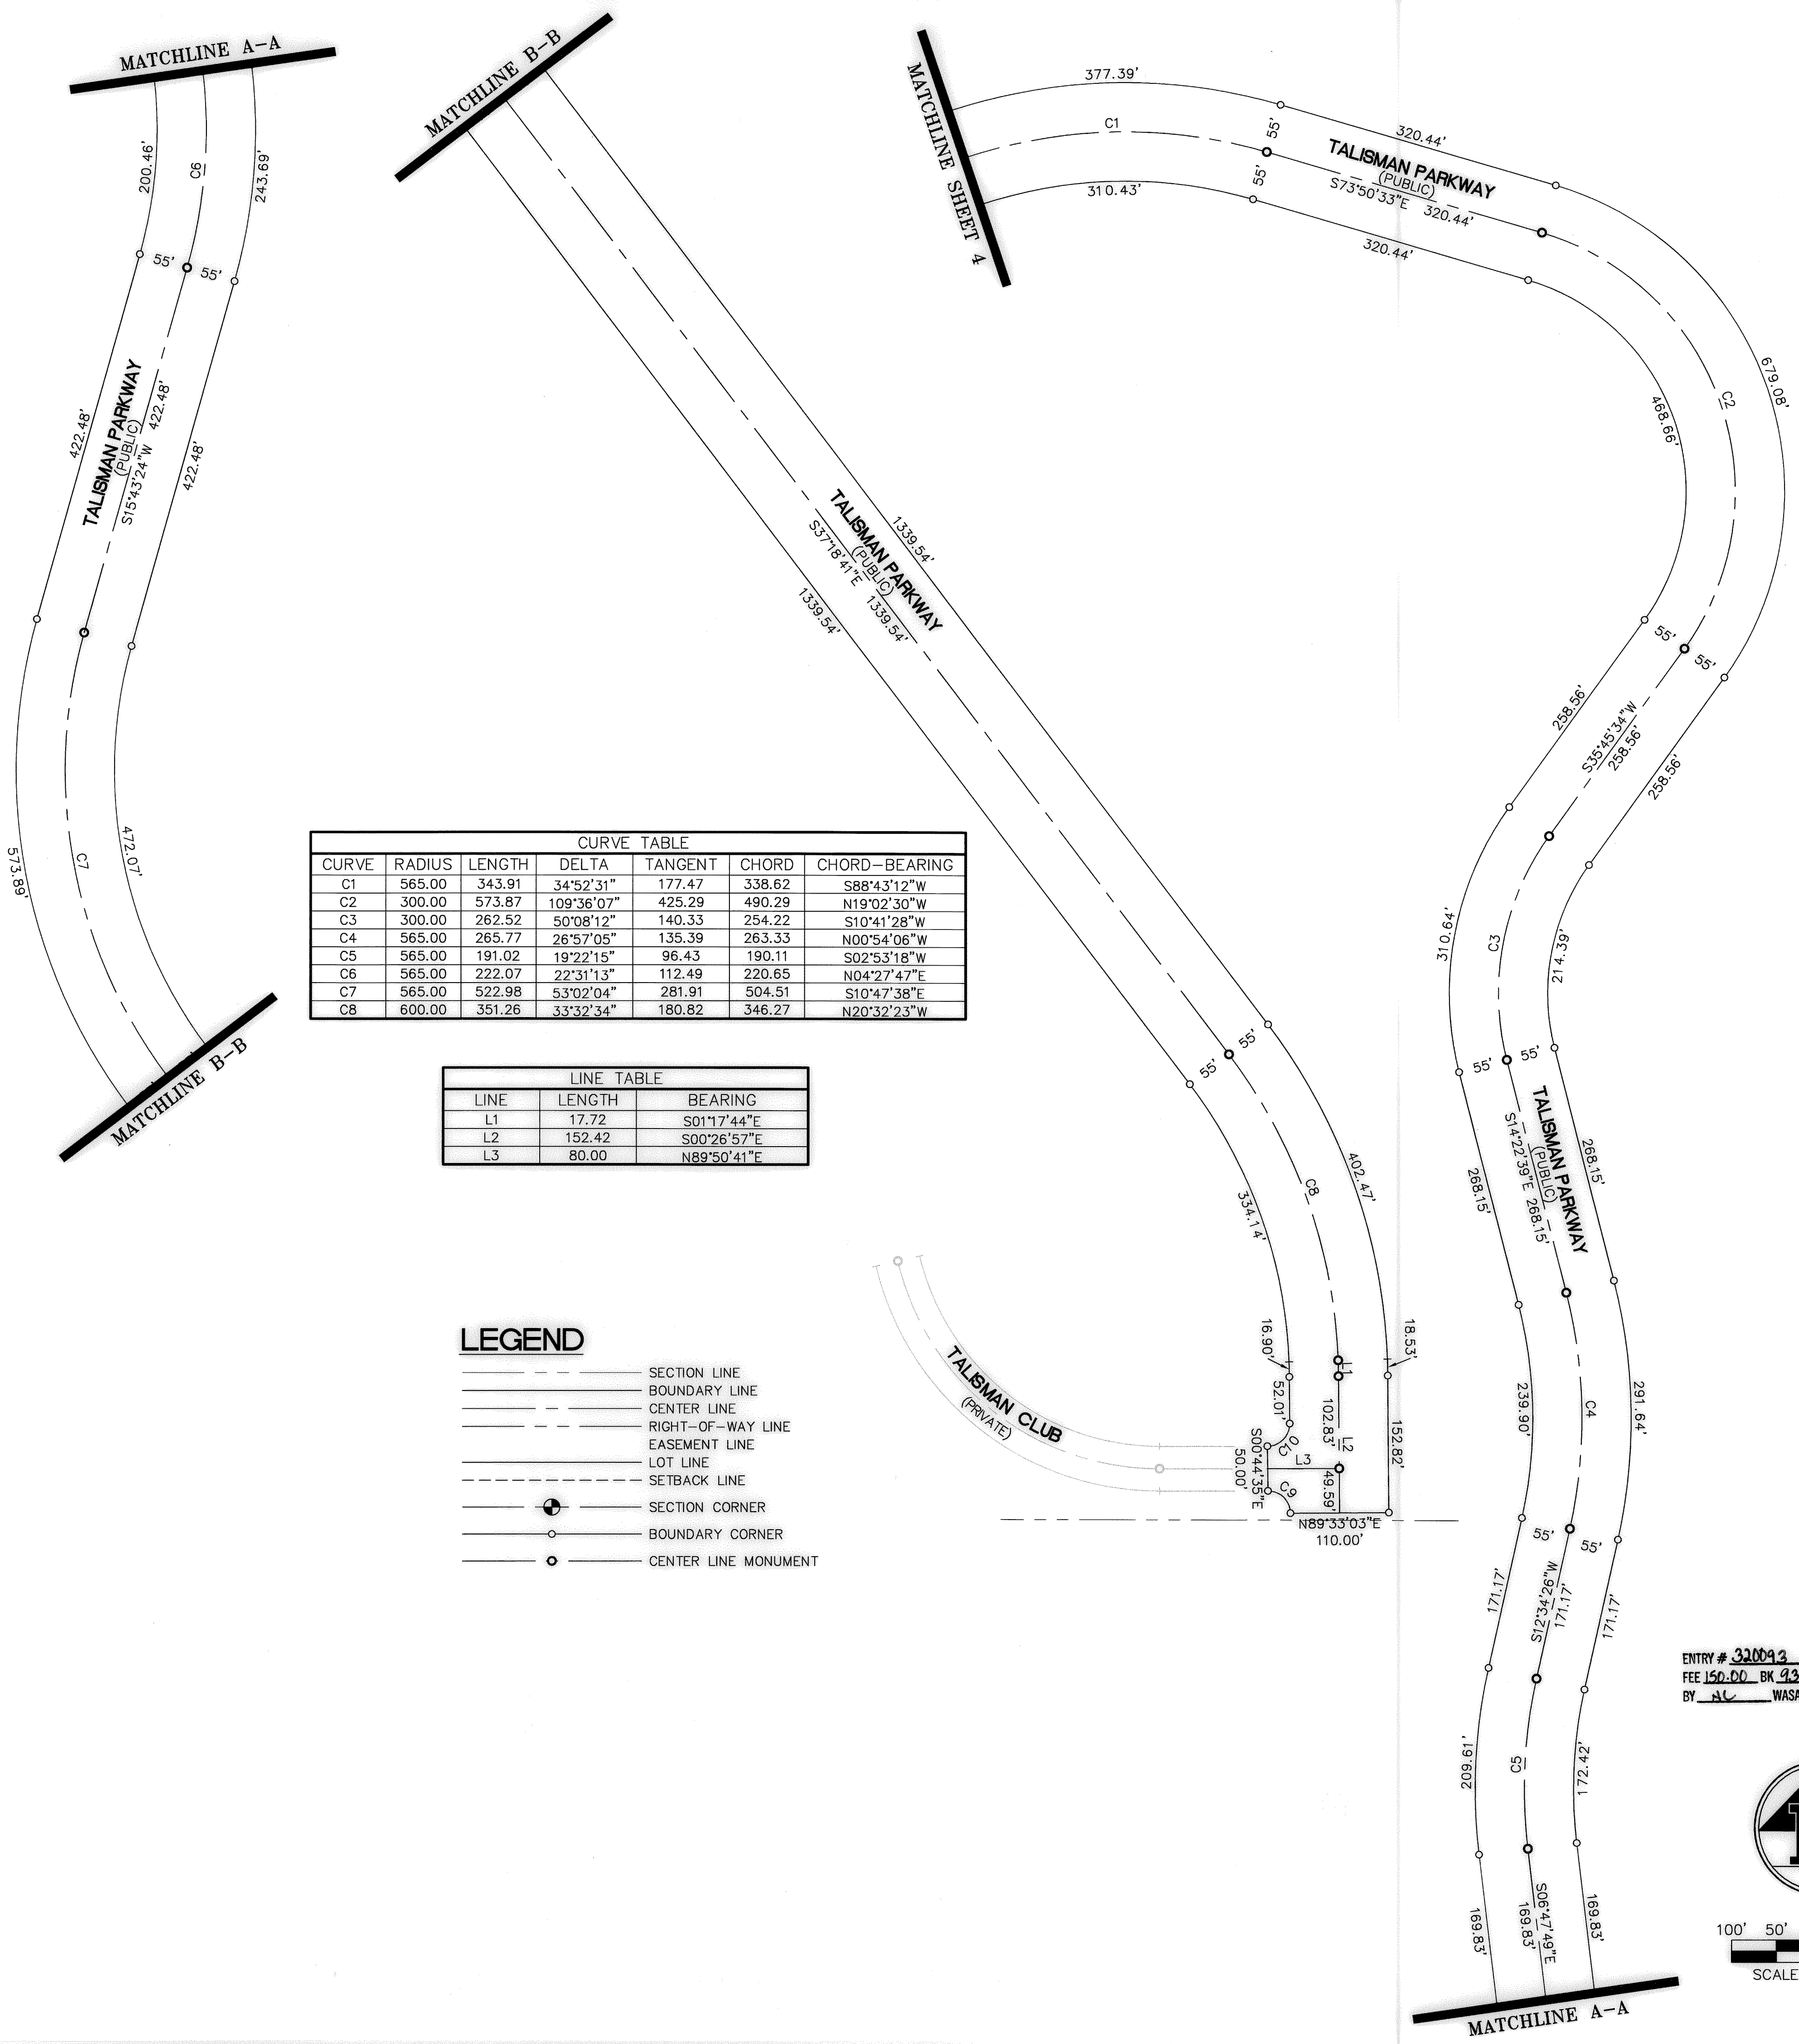 MATCHLINE A-A
200.46'
C6
243.69'
55'
55'
422.48'
TALISMAN PARKWAY
(PUBLIC)
S15°43'24"W 422.48'
422.48'
573.89'
C7
472.07'
MATCHLINE B-B
MATCHLINE B-B
1339.54'
TALISMAN PARKWAY
(PUBLIC)
S37°18'41"E 1339.54'
1339.54'
55'
55'
C8
402.47'
334.14'
16.90'
18.53'
L1
52.01'
102.83'
L2
152.82'
C10
L3
S00°44'35"E
50.00'
49.59'
C9
N89°33'03"E
110.00'
TALISMAN CLUB
(PRIVATE)
MATCHLINE SHEET 4
377.39'
C1
310.43'
55'
55'
320.44'
TALISMAN PARKWAY
(PUBLIC)
S73°50'33"E 320.44'
320.44'
679.08'
C2
468.66'
55'
55'
258.56'
S35°45'34"W
258.56'
258.56'
310.64'
C3
214.39'
55'
55'
268.15'
TALISMAN PARKWAY
(PUBLIC)
S14°22'39"E 268.15'
268.15'
239.90'
C4
291.64'
55'
55'
171.17'
S12°34'26"W
171.17'
171.17'
209.61'
C5
172.42'
169.83'
S06°47'49"E
169.83'
169.83'
MATCHLINE A-A
CURVE TABLE
CURVE RADIUS LENGTH DELTA TANGENT CHORD CHORD-BEARING
C1 565.00 343.91 34°52'31" 177.47 338.62 S88°43'12"W
C2 300.00 573.87 109°36'07" 425.29 490.29 N19°02'30"W
C3 300.00 262.52 50°08'12" 140.33 254.22 S10°41'28"W
C4 565.00 265.77 26°57'05" 135.39 263.33 N00°54'06"W
C5 565.00 191.02 19°22'15" 96.43 190.11 S02°53'18"W
C6 565.00 222.07 22°31'13" 112.49 220.65 N04°27'47"E
C7 565.00 522.98 53°02'04" 281.91 504.51 S10°47'38"E
C8 600.00 351.26 33°32'34" 180.82 346.27 N20°32'23"W
LINE TABLE
LINE LENGTH BEARING
L1 17.72 S01°17'44"E
L2 152.42 S00°26'57"E
L3 80.00 N89°50'41"E
LEGEND
SECTION LINE
BOUNDARY LINE
CENTER LINE
RIGHT-OF-WAY LINE
EASEMENT LINE
LOT LINE
SETBACK LINE
SECTION CORNER
BOUNDARY CORNER
CENTER LINE MONUMENT
ENTRY # 320093
FEE 150.00 BK 93
BY WASA
100' 50'
SCALE